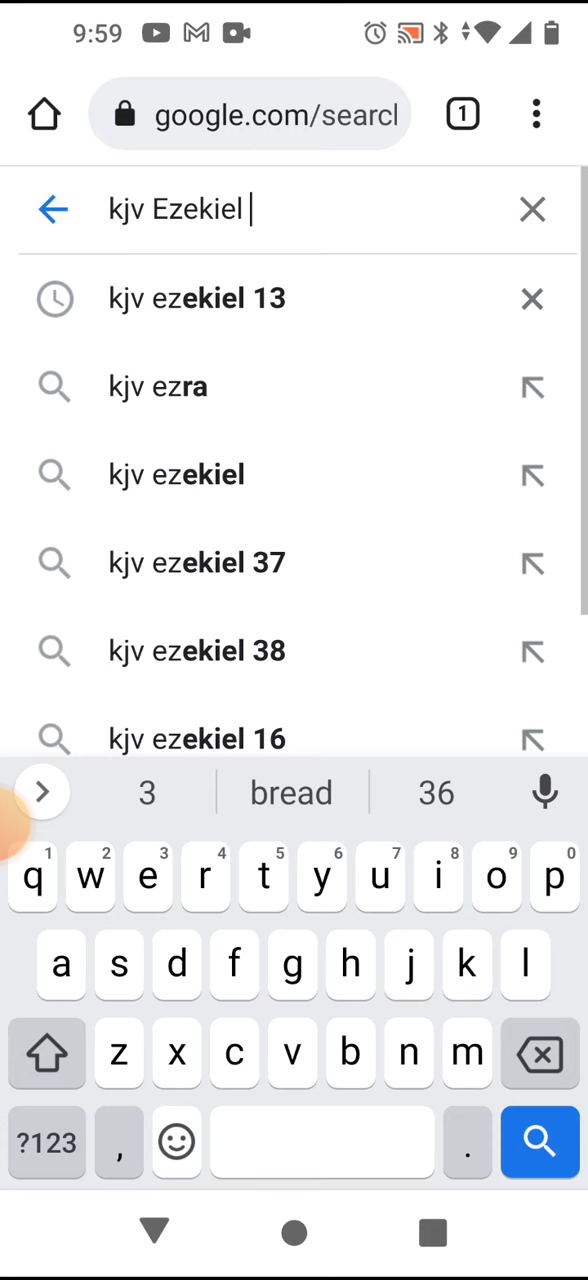 9:59
google.com/searcl
1
kjv Ezekiel
kjv ezekiel 13
kjv ezra
kjv ezekiel
kjv ezekiel 37
kjv ezekiel 38
kjv ezekiel 16
3 bread 36
1 2 3 4 5 6 7 8 9 0
q w e r t y u i o p
a s d f g h j k l
z x c v b n m
?123 , .